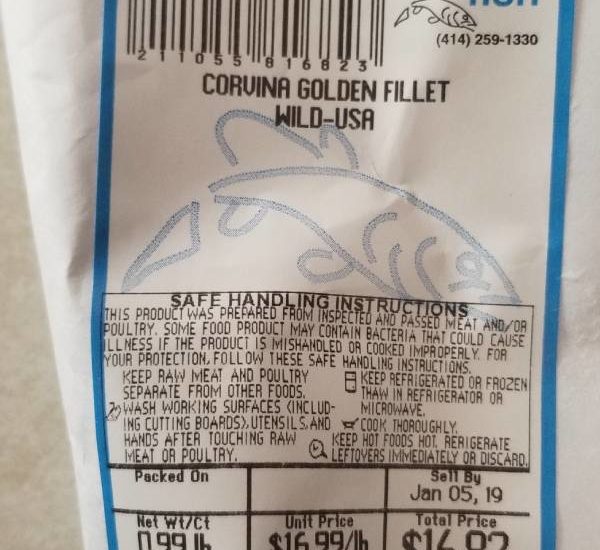 2 11055 816823
(414) 259-1330
CORVINA GOLDEN FILLET
WILD-USA
SAFE HANDLING INSTRUCTIONS
THIS PRODUCT WAS PREPARED FROM INSPECTED AND PASSED MEAT AND/OR
POULTRY. SOME FOOD PRODUCT MAY CONTAIN BACTERIA THAT COULD CAUSE
ILLNESS IF THE PRODUCT IS MISHANDLED OR COOKED IMPROPERLY. FOR
YOUR PROTECTION, FOLLOW THESE SAFE HANDLING INSTRUCTIONS.
KEEP RAW MEAT AND POULTRY
SEPARATE FROM OTHER FOODS.
WASH WORKING SURFACES (INCLUD-
ING CUTTING BOARDS), UTENSILS, AND
HANDS AFTER TOUCHING RAW
MEAT OR POULTRY.
KEEP REFRIGERATED OR FROZEN
THAW IN REFRIGERATOR OR
MICROWAVE.
COOK THOROUGHLY.
KEEP HOT FOODS HOT. RERIGERATE
LEFTOVERS IMMEDIATELY OR DISCARD.
Packed On
Sell By
Jan 05, 19
Net Wt/Ct
Unit Price
Total Price
0.99 lb
$16.99/lb